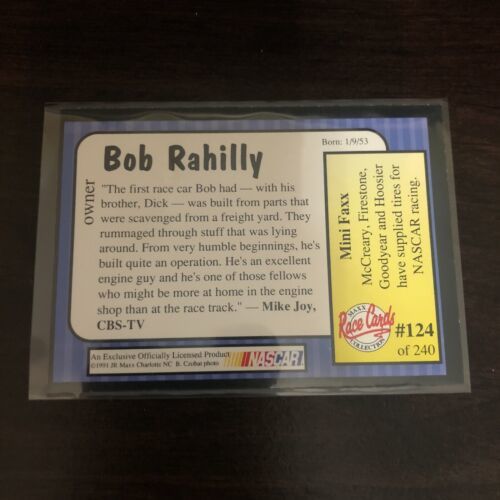 Born: 1/9/53
Bob Rahilly
owner
"The first race car Bob had — with his
brother, Dick — was built from parts that
were scavenged from a freight yard. They
rummaged through stuff that was lying
around. From very humble beginnings, he's
built quite an operation. He's an excellent
engine guy and he's one of those fellows
who might be more at home in the engine
shop than at the race track." — Mike Joy,
CBS-TV
An Exclusive Officially Licensed Product
©1991 JR Maxx Charlotte NC B. Czobat photo
NASCAR
Mini Faxx
McCreary, Firestone,
Goodyear and Hoosier
have supplied tires for
NASCAR racing.
MAXX
Race Cards
COLLECTION
#124
of 240